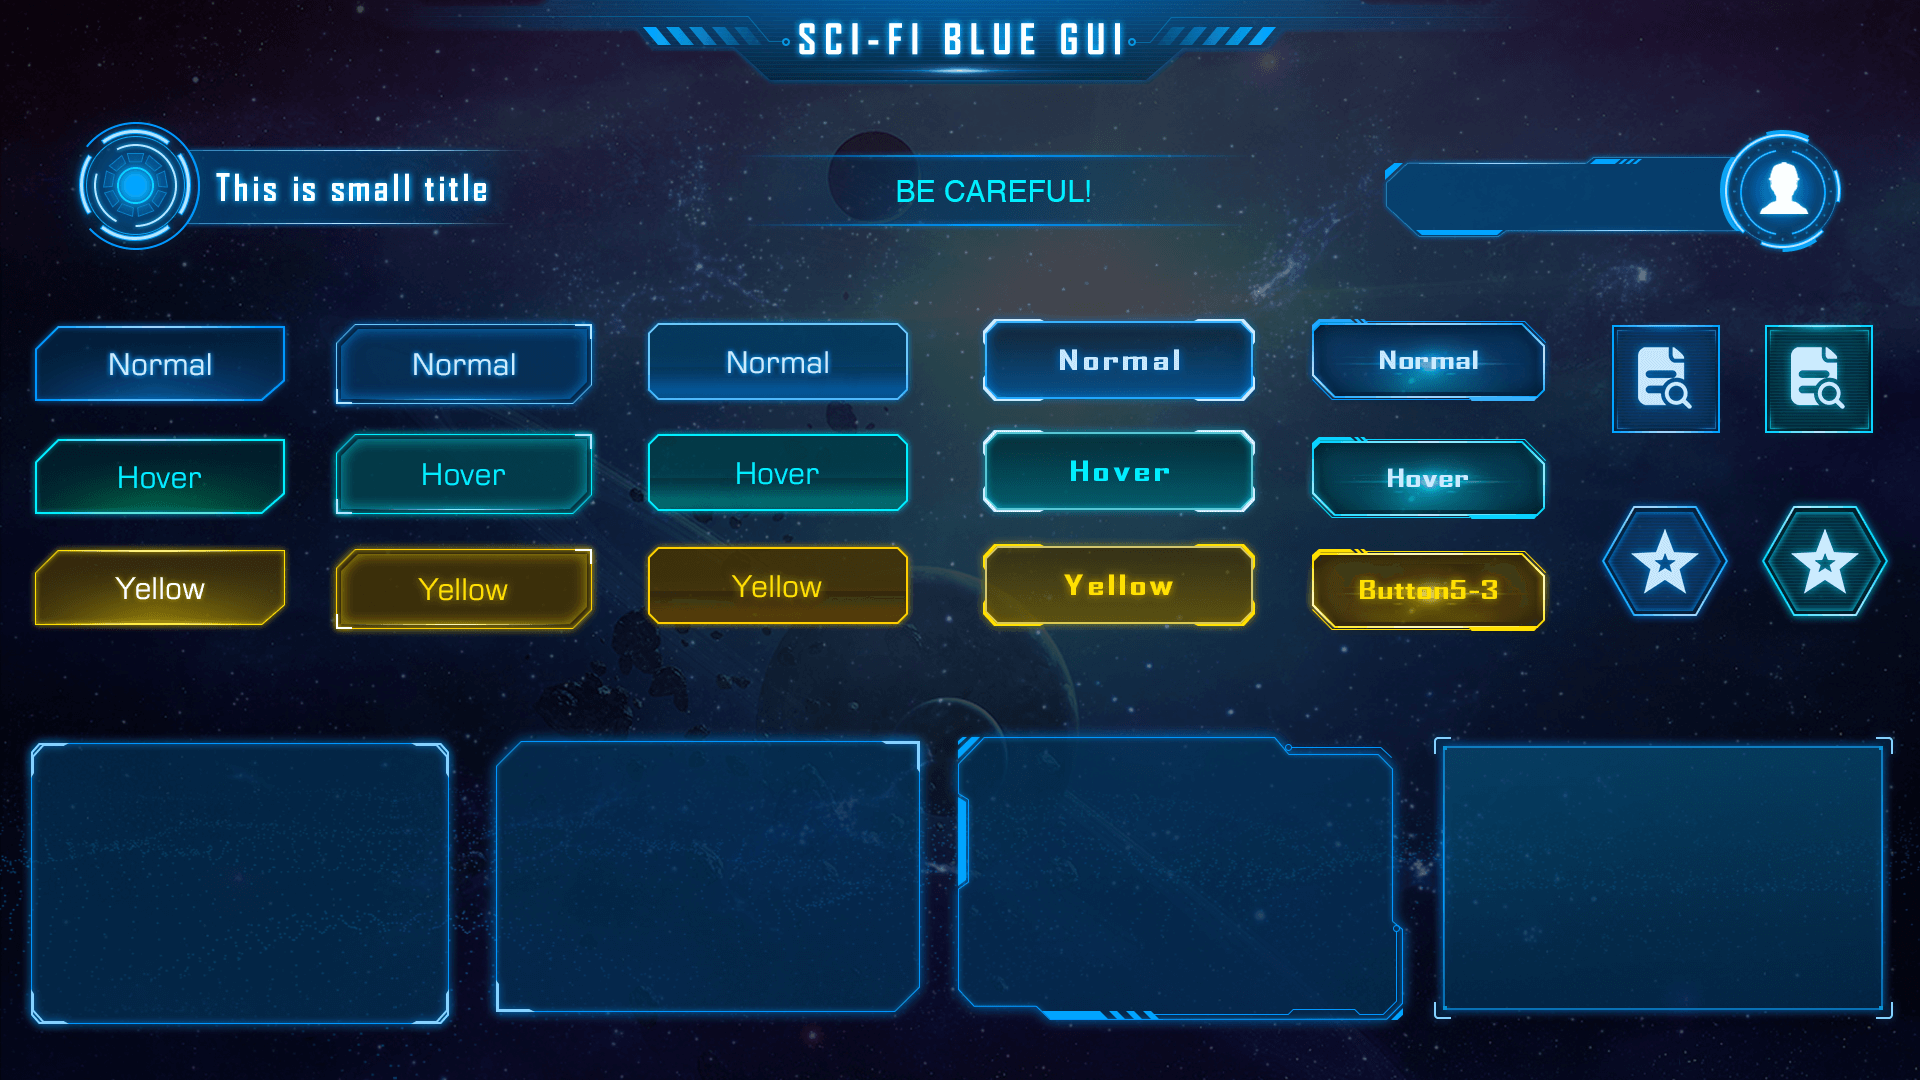 SCI-FI BLUE GUI
This is small title
BE CAREFUL!
Normal
Normal
Normal
Normal
Normal
Hover
Hover
Hover
Hover
Hover
Yellow
Yellow
Yellow
Yellow
Button5-3